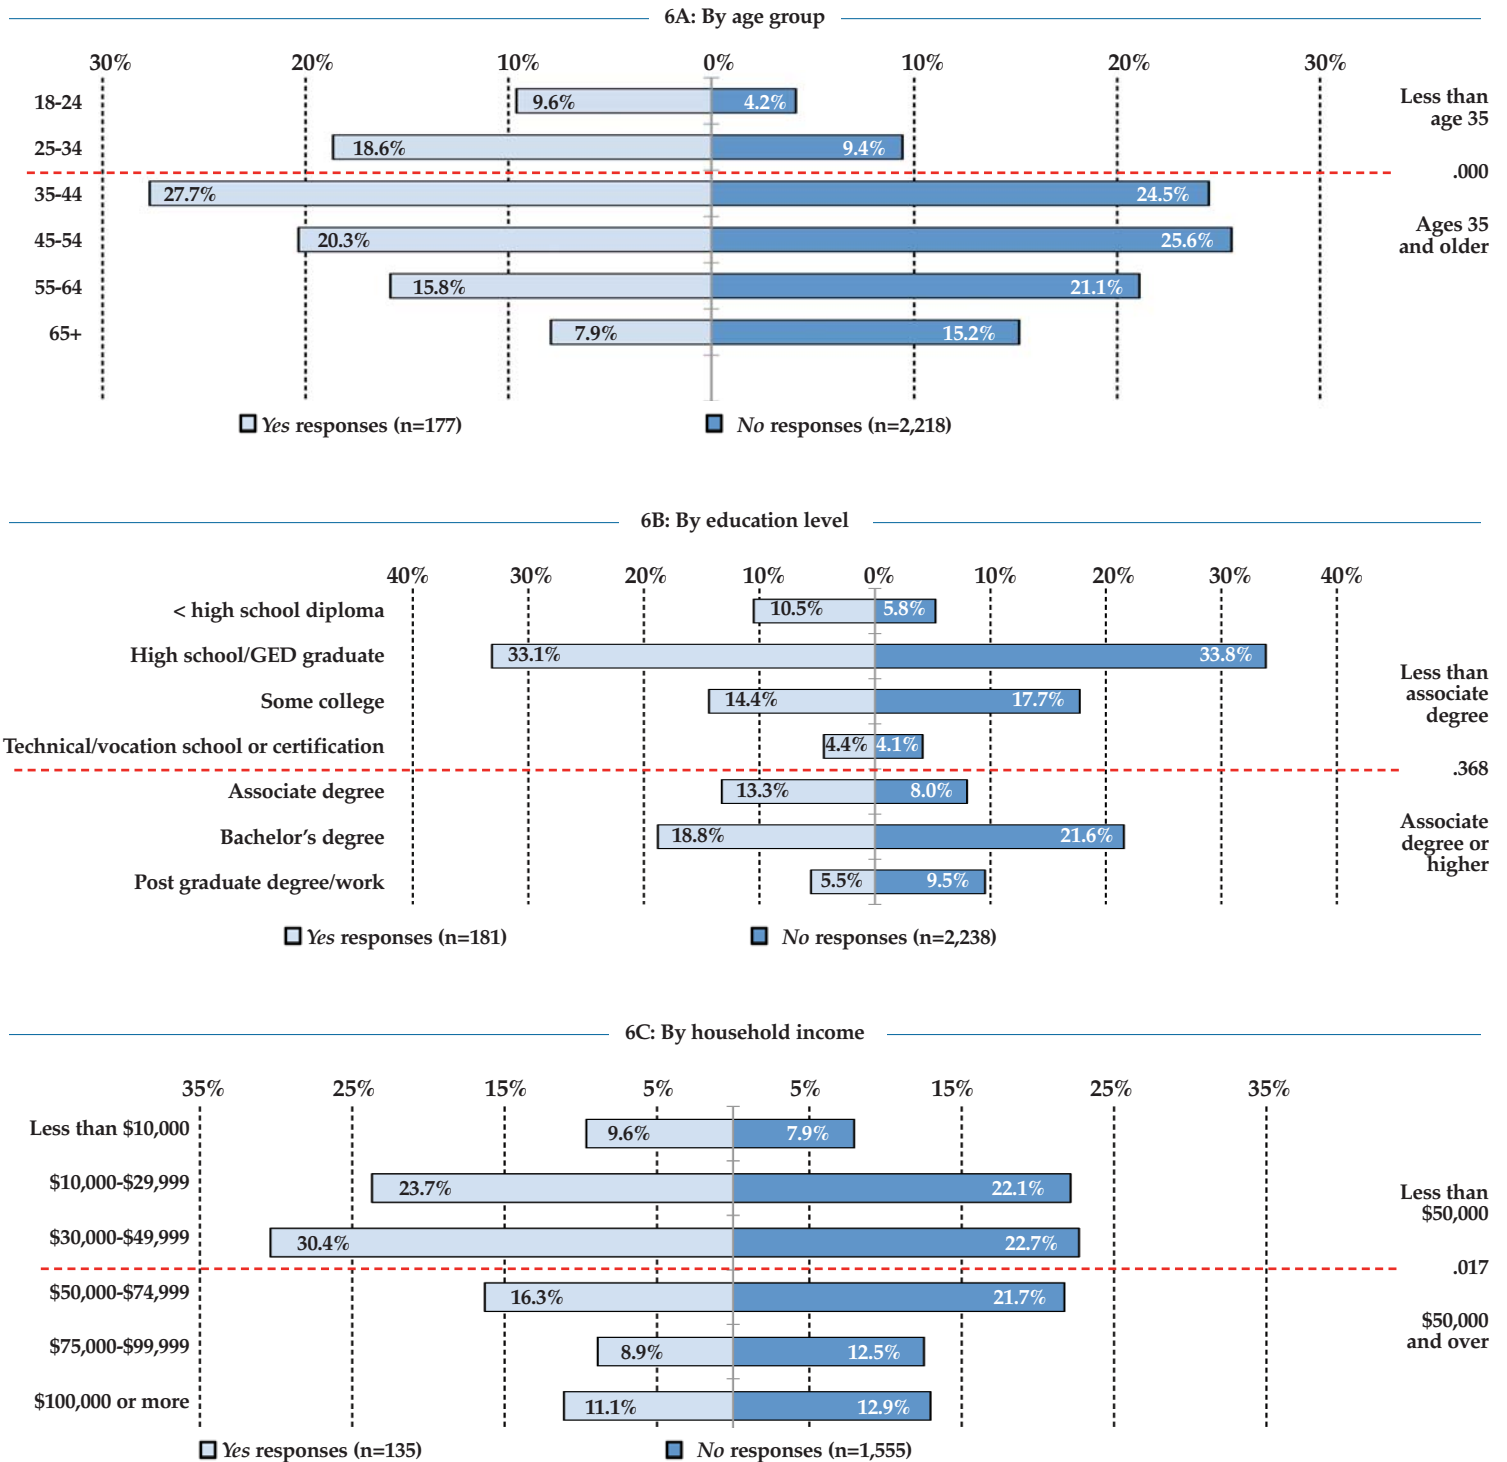 6A: By age group
30% 20% 10% 0% 10% 20% 30%
18-24 9.6% 4.2%
Less than
age 35
25-34 18.6% 9.4%
.000
35-44 27.7% 24.5%
Ages 35
and older
45-54 20.3% 25.6%
55-64 15.8% 21.1%
65+ 7.9% 15.2%
Yes responses (n=177) No responses (n=2,218)
6B: By education level
40% 30% 20% 10% 0% 10% 20% 30% 40%
< high school diploma 10.5% 5.8%
High school/GED graduate 33.1% 33.8%
Less than
associate
degree
Some college 14.4% 17.7%
Technical/vocation school or certification 4.4% 4.1%
.368
Associate degree 13.3% 8.0%
Associate
degree or
higher
Bachelor's degree 18.8% 21.6%
Post graduate degree/work 5.5% 9.5%
Yes responses (n=181) No responses (n=2,238)
6C: By household income
35% 25% 15% 5% 5% 15% 25% 35%
Less than $10,000 9.6% 7.9%
$10,000-$29,999 23.7% 22.1%
Less than
$50,000
$30,000-$49,999 30.4% 22.7%
.017
$50,000-$74,999 16.3% 21.7%
$50,000
and over
$75,000-$99,999 8.9% 12.5%
$100,000 or more 11.1% 12.9%
Yes responses (n=135) No responses (n=1,555)